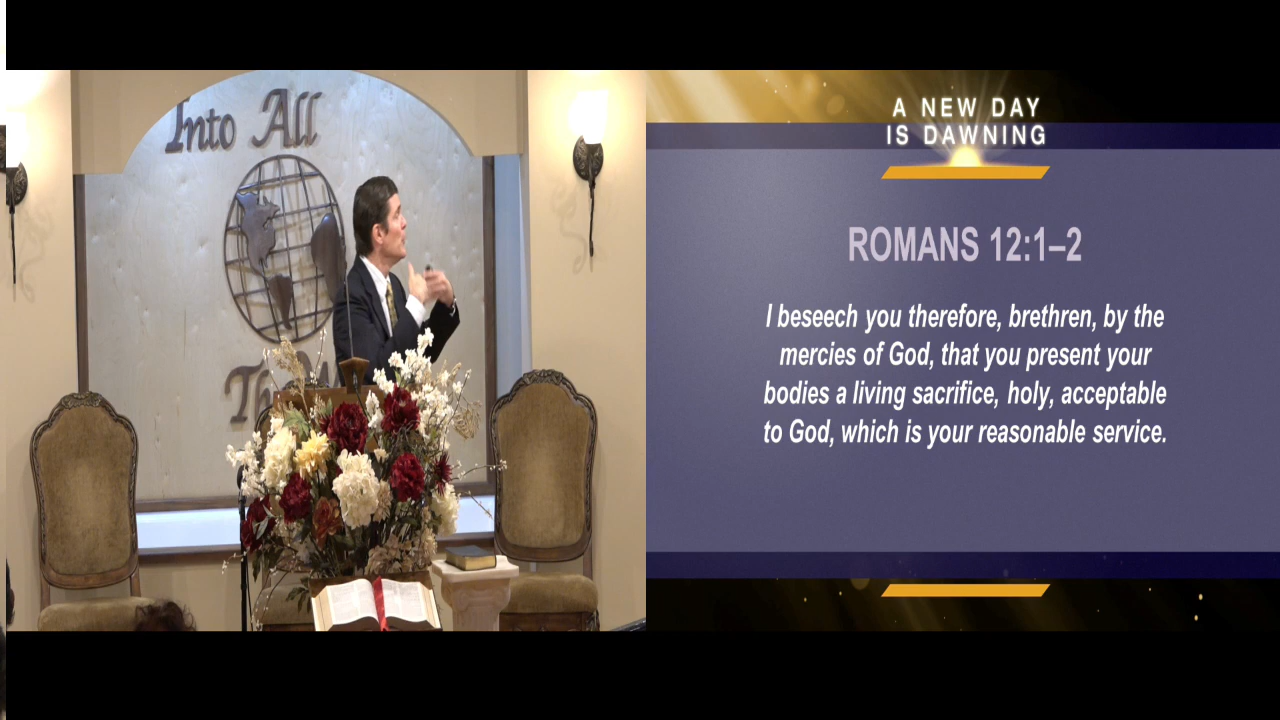 Into All
A NEW DAY
IS DAWNING
ROMANS 12:1–2
I beseech you therefore, brethren, by the
mercies of God, that you present your
bodies a living sacrifice, holy, acceptable
to God, which is your reasonable service.